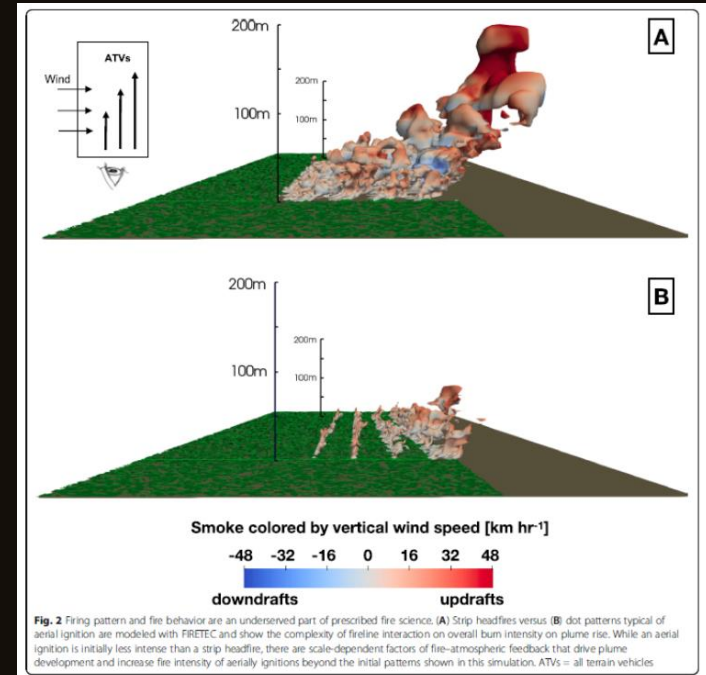 200m
A
ATVs
Wind
200m
100m
100m
200m
B
200m
100m
100m
Smoke colored by vertical wind speed [km hr-1]
-48 -32 -16 0 16 32 48
downdrafts updrafts
Fig. 2 Firing pattern and fire behavior are an underserved part of prescribed fire science. (A) Strip headfires versus (B) dot patterns typical of
aerial ignition are modeled with FIRETEC and show the complexity of fireline interaction on overall burn intensity on plume rise. While an aerial
ignition is initially less intense than a strip headfire, there are scale-dependent factors of fire–atmospheric feedback that drive plume
development and increase fire intensity of aerially ignitions beyond the initial patterns shown in this simulation. ATVs = all terrain vehicles